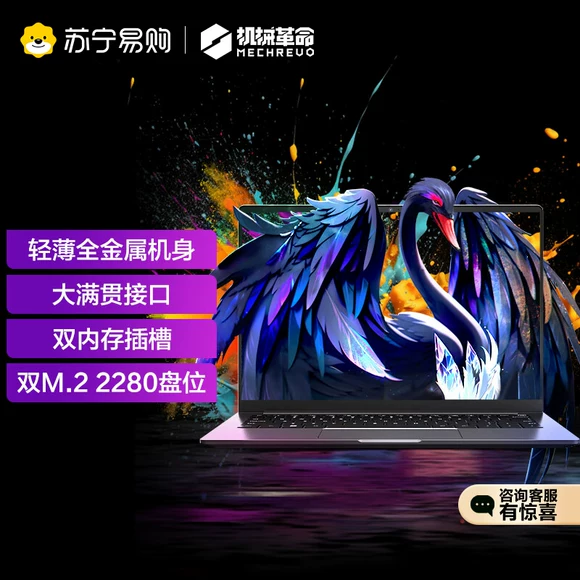 苏宁易购
机械革命
MECHREVO
轻薄全金属机身
大满贯接口
双内存插槽
双M.2 2280盘位
咨询客服
有惊喜